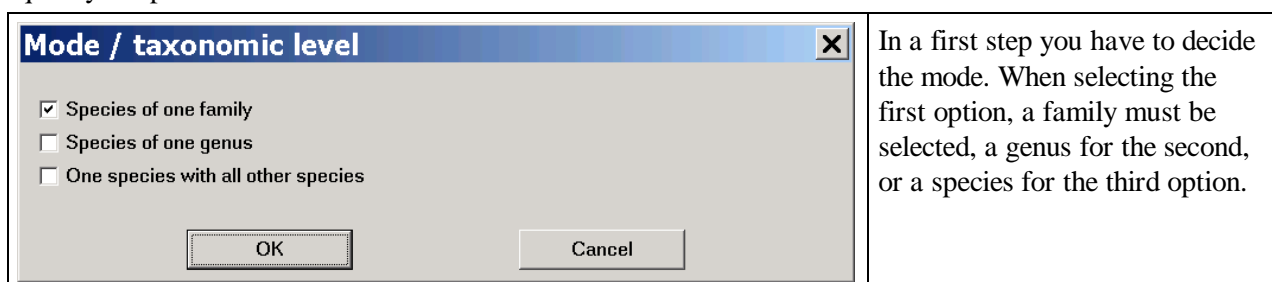 Mode / taxonomic level
Species of one family
Species of one genus
One species with all other species
OK
Cancel
In a first step you have to decide
the mode. When selecting the
first option, a family must be
selected, a genus for the second,
or a species for the third option.